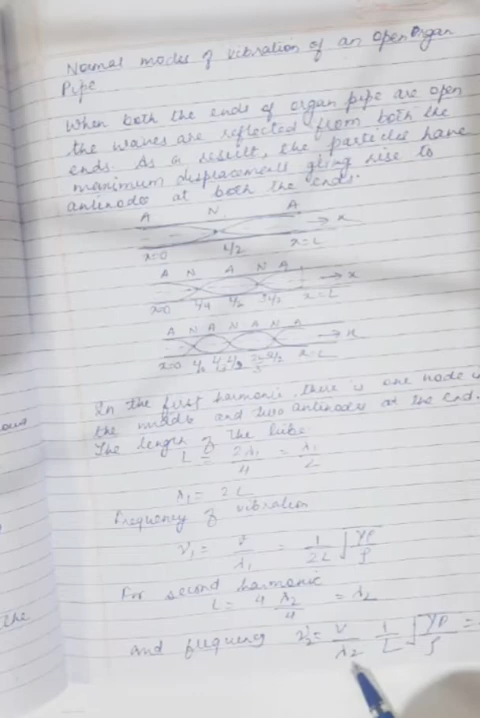 Normal modes of vibration of an open Organ
Pipe
When both the ends of organ pipe are open
the waves are reflected from both the
ends. As a result, the particles have
maximum displacements giving rise to
antinodes at both the ends.
A N A → x
x=0 L/2 x=L
A N A N A → x
x=0 L/4 L/2 3L/2 x=L
A N A N A N A → x
x=0 x=L
In the first harmonic, there is one node in
the middle and two antinodes at the end.
The length of the tube
L = 2λ₁/4 = λ₁/2
λ₁ = 2L
Frequency of vibration
ν₁ = v/λ₁ = 1/2L √γP/ρ
For second harmonic
L = 4 λ₂/4 = λ₂
And frequency ν₂ = v/λ₂ 1/L √γP/ρ =
the